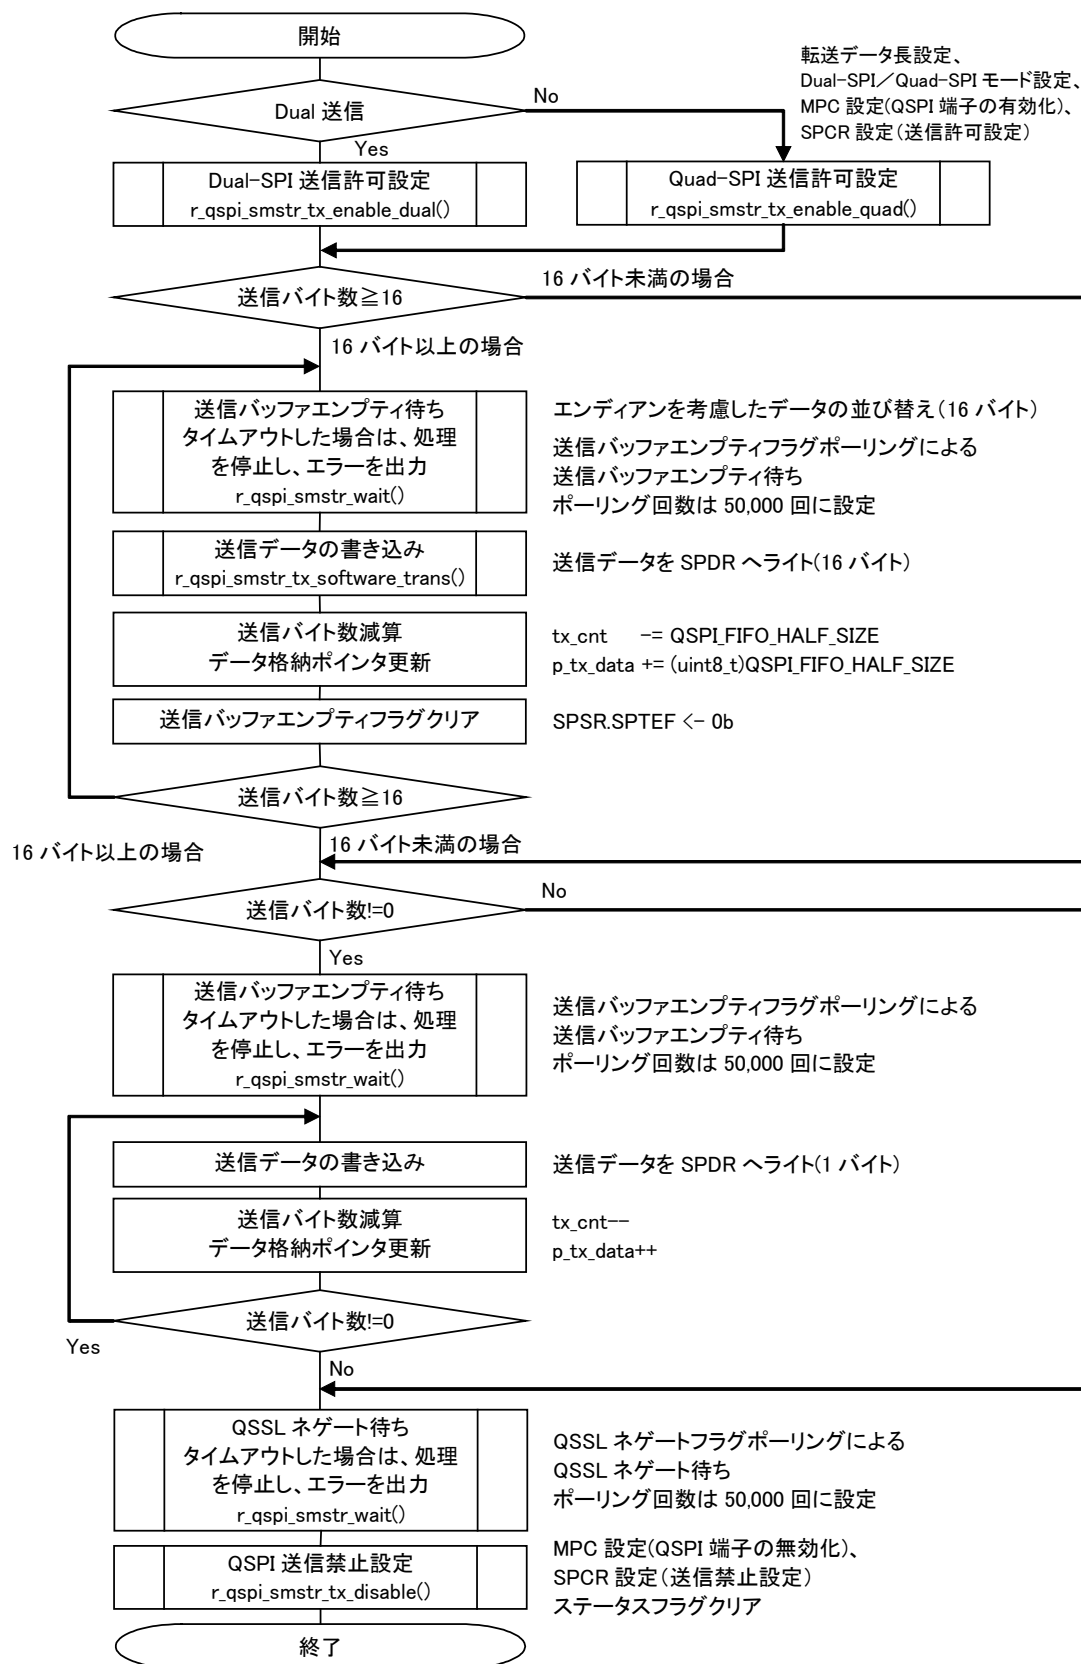 開始
転送データ長設定、
Dual-SPI/Quad-SPI モード設定、
MPC 設定(QSPI 端子の有効化)、
SPCR 設定(送信許可設定)
Dual 送信
No
Yes
Dual-SPI 送信許可設定
r_qspi_smstr_tx_enable_dual()
Quad-SPI 送信許可設定
r_qspi_smstr_tx_enable_quad()
送信バイト数≧16
16 バイト未満の場合
16 バイト以上の場合
送信バッファエンプティ待ち
タイムアウトした場合は、処理
を停止し、エラーを出力
r_qspi_smstr_wait()
エンディアンを考慮したデータの並び替え(16 バイト)
送信バッファエンプティフラグポーリングによる
送信バッファエンプティ待ち
ポーリング回数は 50,000 回に設定
送信データの書き込み
r_qspi_smstr_tx_software_trans()
送信データを SPDR へライト(16 バイト)
送信バイト数減算
データ格納ポインタ更新
tx_cnt -= QSPI_FIFO_HALF_SIZE
p_tx_data += (uint8_t)QSPI_FIFO_HALF_SIZE
送信バッファエンプティフラグクリア
SPSR.SPTEF <- 0b
送信バイト数≧16
16 バイト以上の場合
16 バイト未満の場合
送信バイト数!=0
No
Yes
送信バッファエンプティ待ち
タイムアウトした場合は、処理
を停止し、エラーを出力
r_qspi_smstr_wait()
送信バッファエンプティフラグポーリングによる
送信バッファエンプティ待ち
ポーリング回数は 50,000 回に設定
送信データの書き込み
送信データを SPDR へライト(1 バイト)
送信バイト数減算
データ格納ポインタ更新
tx_cnt--
p_tx_data++
送信バイト数!=0
Yes
No
QSSL ネゲート待ち
タイムアウトした場合は、処理
を停止し、エラーを出力
r_qspi_smstr_wait()
QSSL ネゲートフラグポーリングによる
QSSL ネゲート待ち
ポーリング回数は 50,000 回に設定
QSPI 送信禁止設定
r_qspi_smstr_tx_disable()
MPC 設定(QSPI 端子の無効化)、
SPCR 設定(送信禁止設定)
ステータスフラグクリア
終了